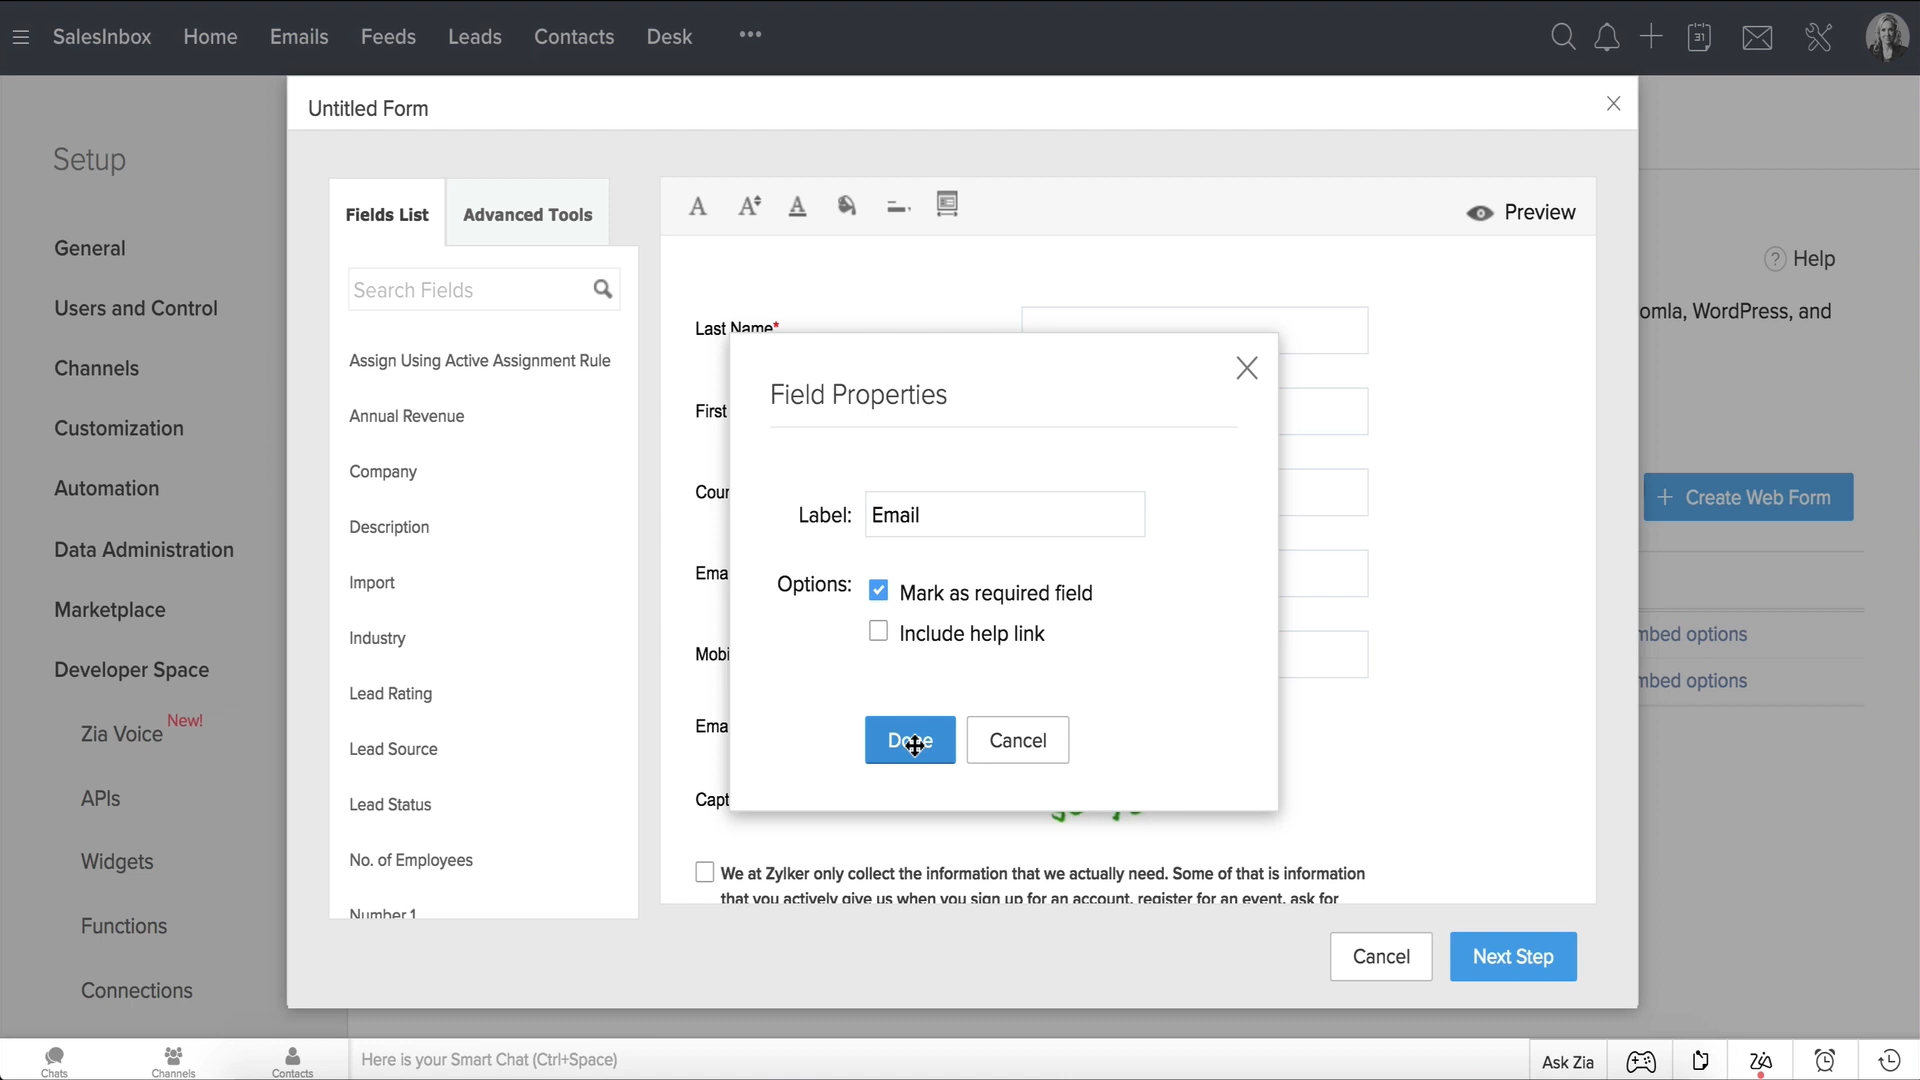 SalesInbox Home Emails Feeds Leads Contacts Desk •••
31
Untitled Form
Setup
General
Users and Control
Channels
Customization
Automation
Data Administration
Marketplace
Developer Space
Zia Voice New!
APIs
Widgets
Functions
Connections
Fields List Advanced Tools
Search Fields
Assign Using Active Assignment Rule
Annual Revenue
Company
Description
Import
Industry
Lead Rating
Lead Source
Lead Status
No. of Employees
Number 1
Preview
Last Name*
First
Coun
Ema
Mobi
Ema
Capt
Field Properties
Label: Email
Options: Mark as required field
Include help link
Done Cancel
We at Zylker only collect the information that we actually need. Some of that is information
that you actively give us when you sign up for an account, register for an event, ask for
Cancel Next Step
? Help
omla, WordPress, and
+ Create Web Form
mbed options
mbed options
Chats Channels Contacts
Here is your Smart Chat (Ctrl+Space)
Ask Zia